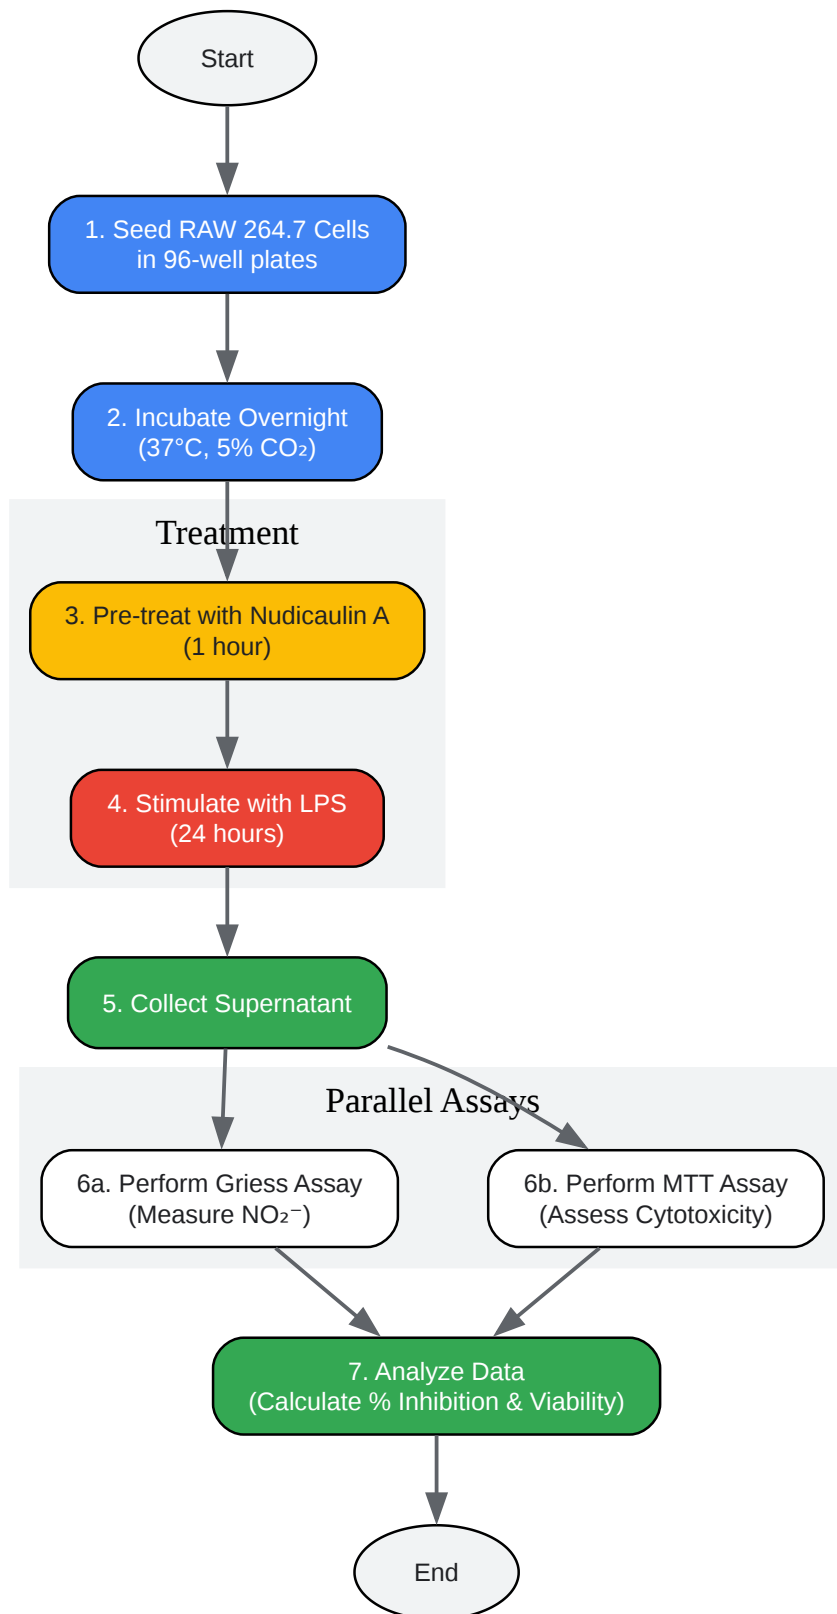 Start
1. Seed RAW 264.7 Cells
in 96-well plates
2. Incubate Overnight
(37°C, 5% CO₂)
Treatment
3. Pre-treat with Nudicaulin A
(1 hour)
4. Stimulate with LPS
(24 hours)
5. Collect Supernatant
Parallel Assays
6a. Perform Griess Assay
(Measure NO₂⁻)
6b. Perform MTT Assay
(Assess Cytotoxicity)
7. Analyze Data
(Calculate % Inhibition & Viability)
End